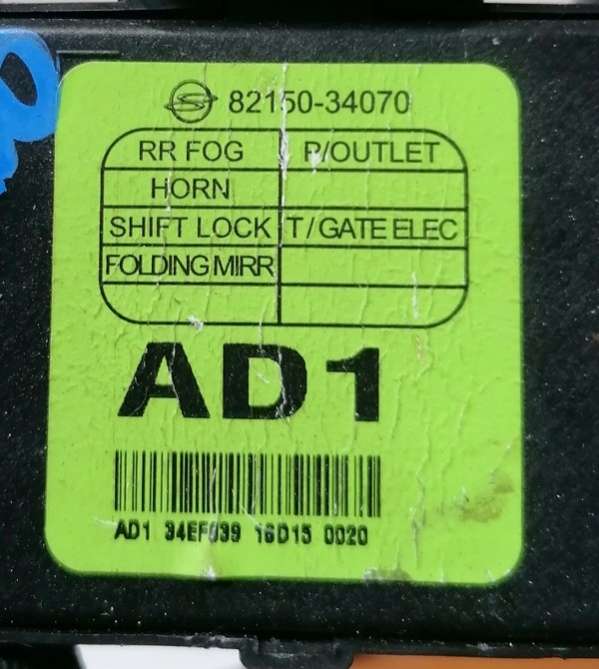 82150-34070
RR FOG P/OUTLET
HORN
SHIFT LOCK T/GATE ELEC
FOLDING MIRR
AD1
AD1 34EF039 16D15 0020